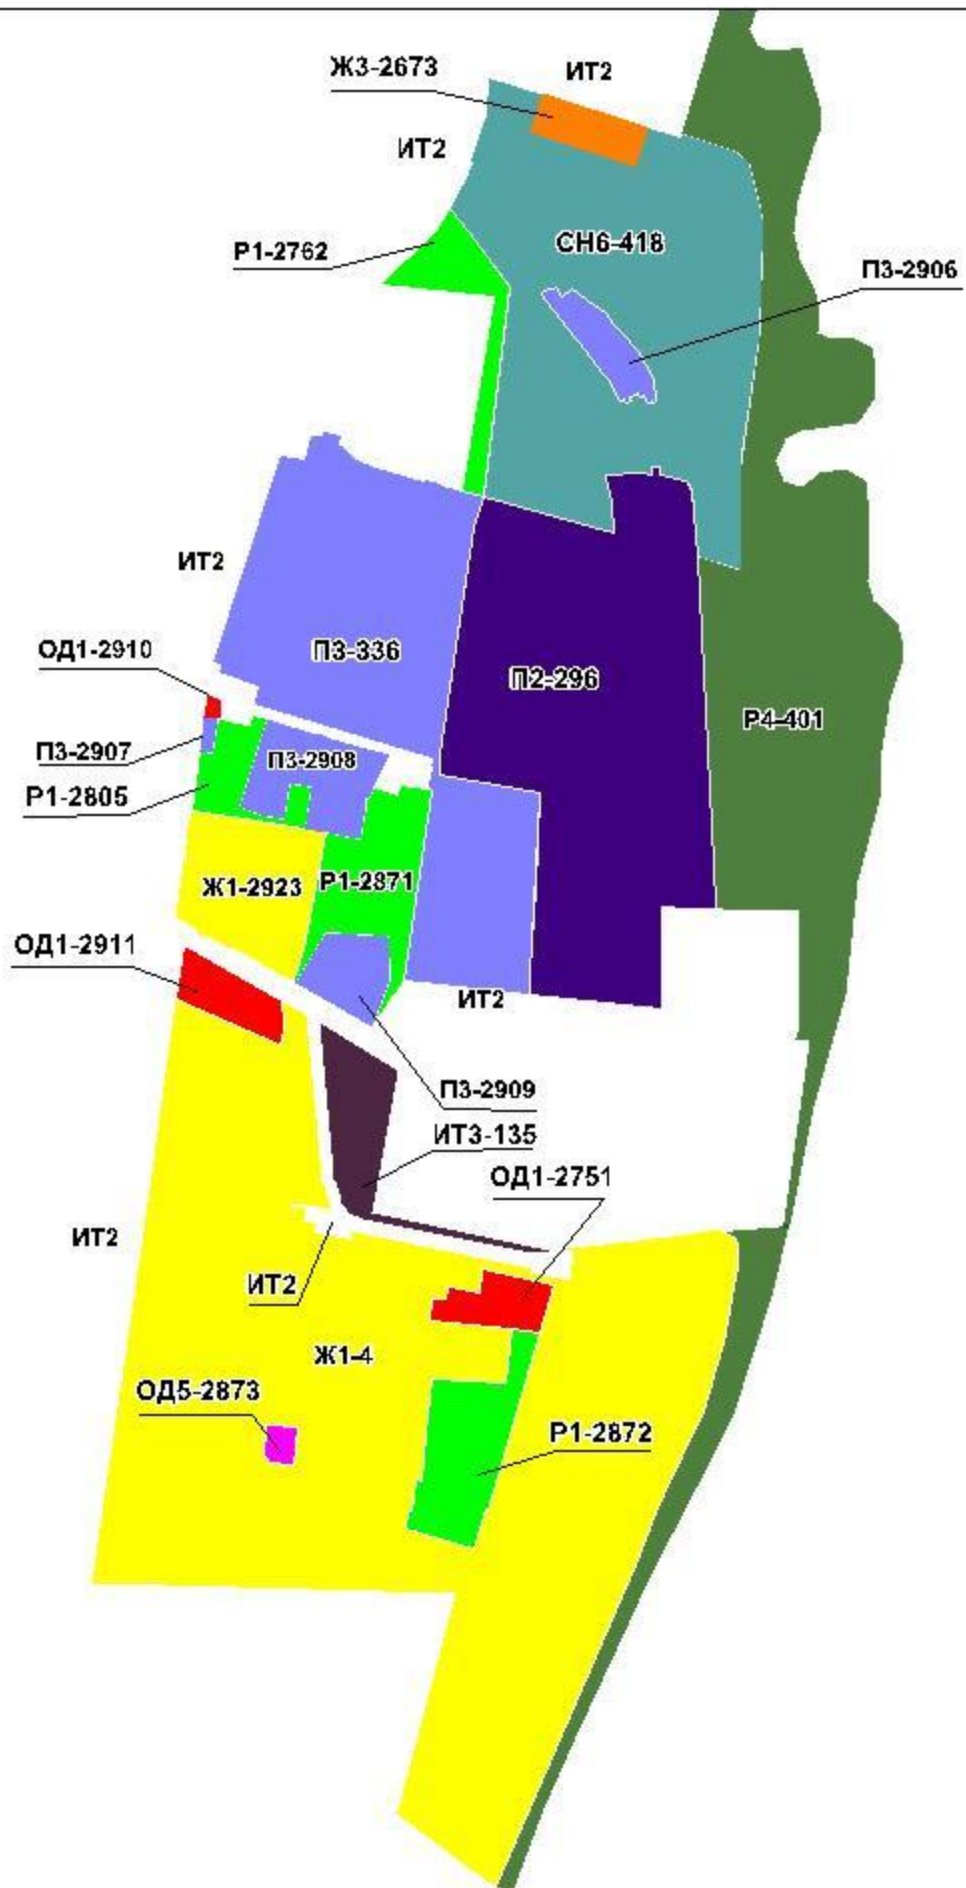 Ж3-2673
ИТ2
ИТ2
Р1-2762
СН6-418
П3-2906
ИТ2
ОД1-2910
П3-336
П2-296
Р4-401
П3-2907
П3-2908
Р1-2805
Ж1-2923
Р1-2871
ОД1-2911
ИТ2
П3-2909
ИТ3-135
ОД1-2751
ИТ2
ИТ2
Ж1-4
ОД5-2873
Р1-2872